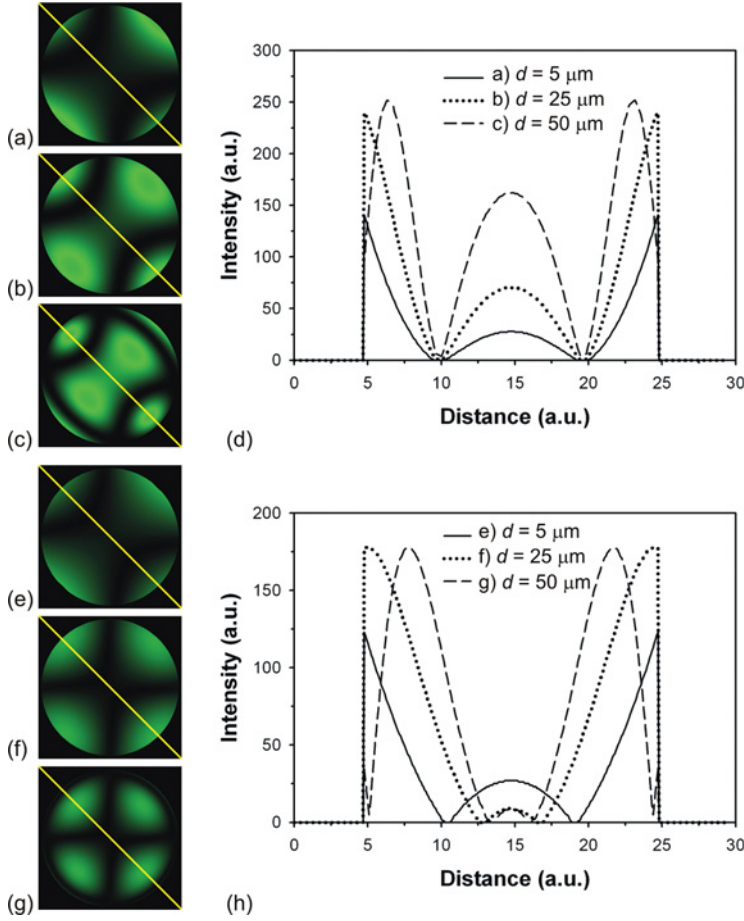 (a)
(b)
(c)
(d)
300
250
200
150
100
50
0
Intensity (a.u.)
a) d = 5 μm
b) d = 25 μm
c) d = 50 μm
0 5 10 15 20 25 30
Distance (a.u.)
(e)
(f)
(g)
(h)
200
150
100
50
0
Intensity (a.u.)
e) d = 5 μm
f) d = 25 μm
g) d = 50 μm
0 5 10 15 20 25 30
Distance (a.u.)